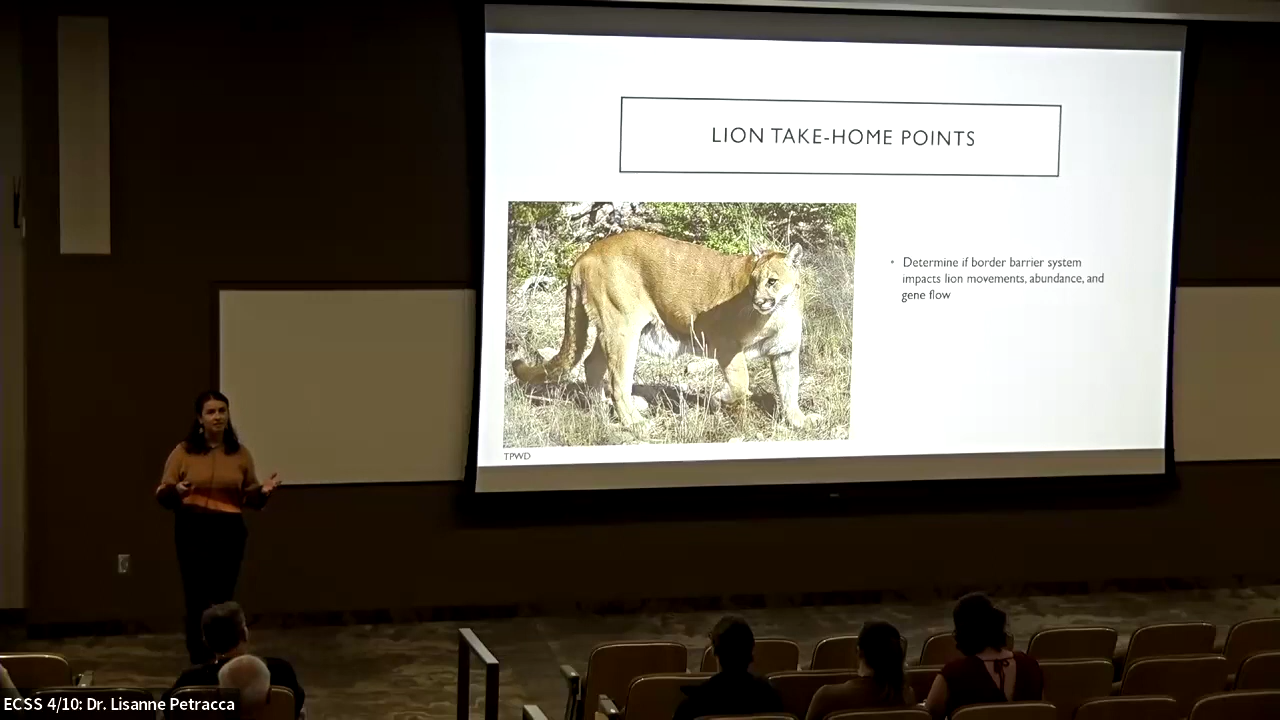 LION TAKE-HOME POINTS
• Determine if border barrier system
impacts lion movements, abundance, and
gene flow
TPWD
ECSS 4/10: Dr. Lisanne Petracca